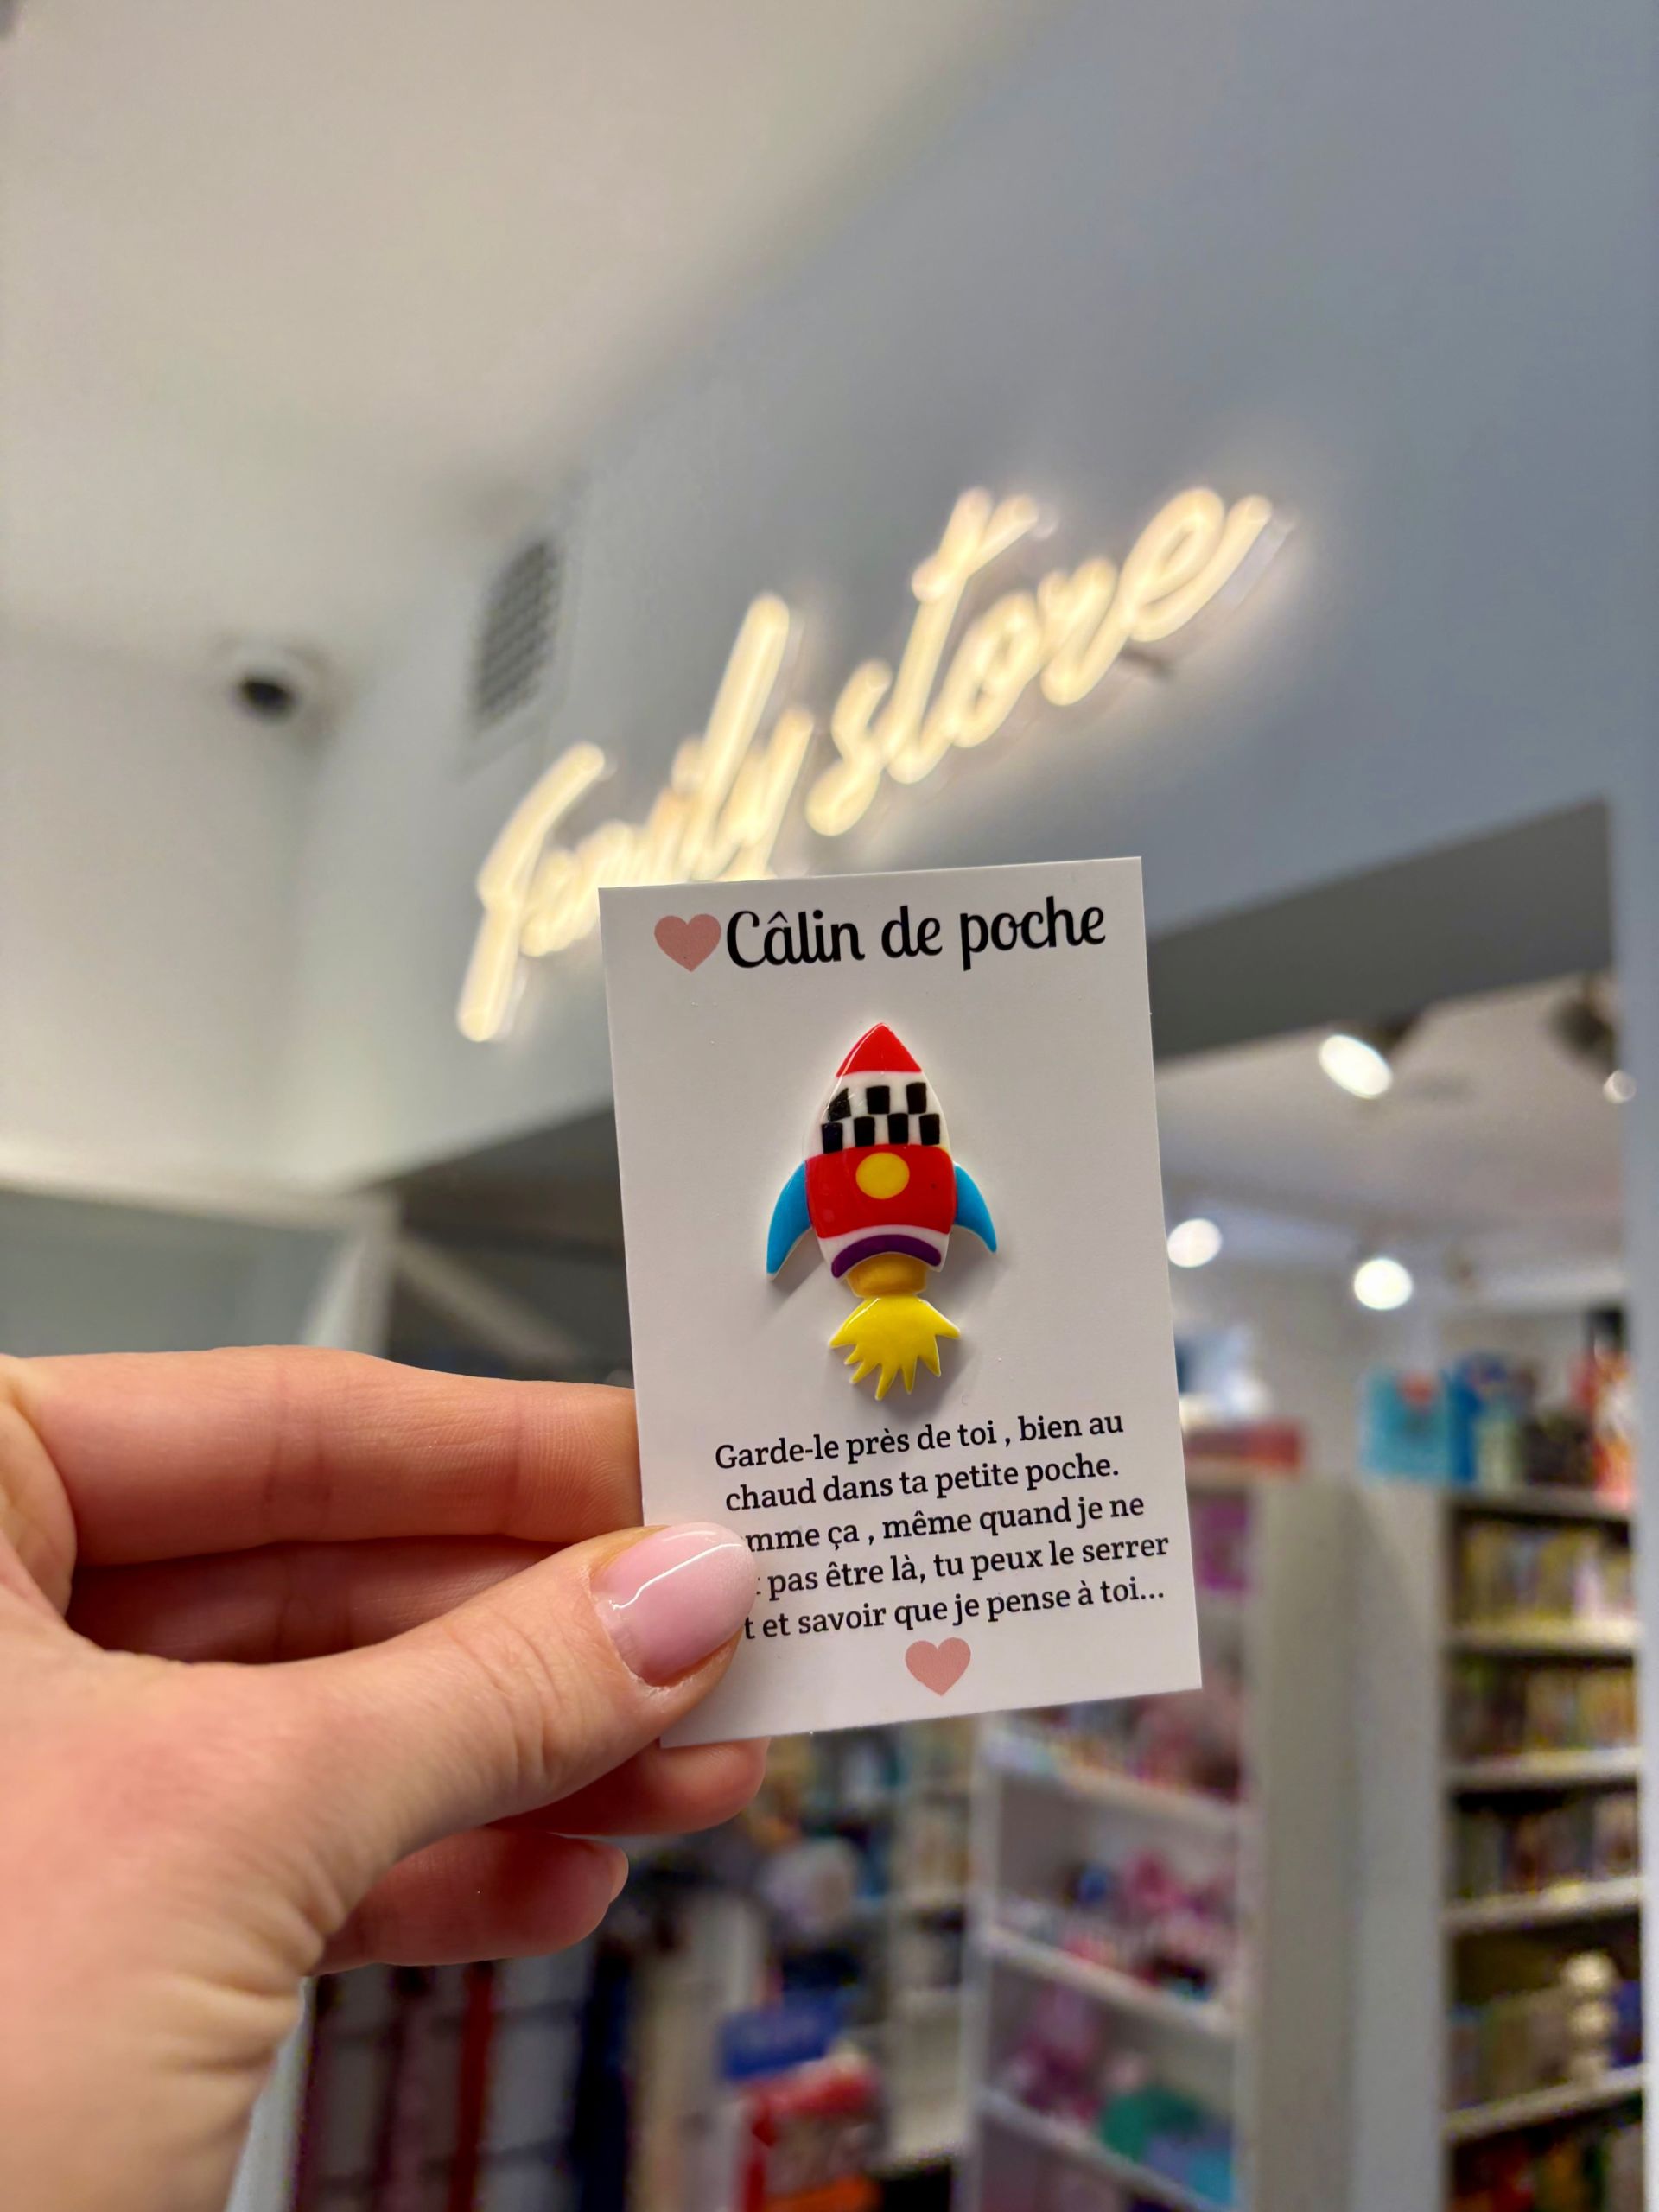 family store
Câlin de poche
Garde-le près de toi , bien au
chaud dans ta petite poche.
mme ça , même quand je ne
pas être là, tu peux le serrer
t et savoir que je pense à toi...